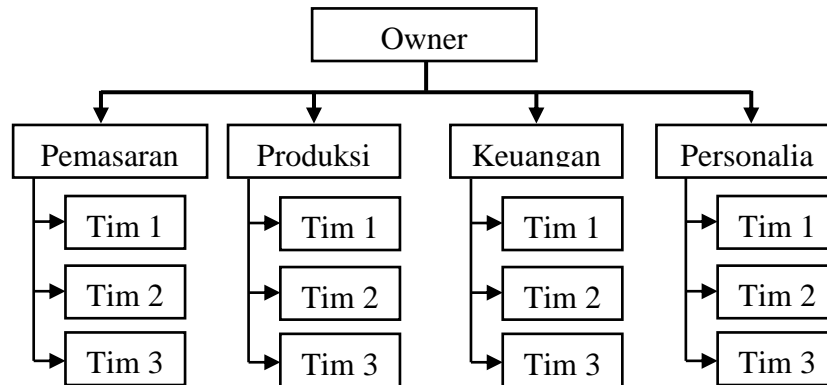 Owner
Pemasaran
Produksi
Keuangan
Personalia
Tim 1
Tim 1
Tim 1
Tim 1
Tim 2
Tim 2
Tim 2
Tim 2
Tim 3
Tim 3
Tim 3
Tim 3